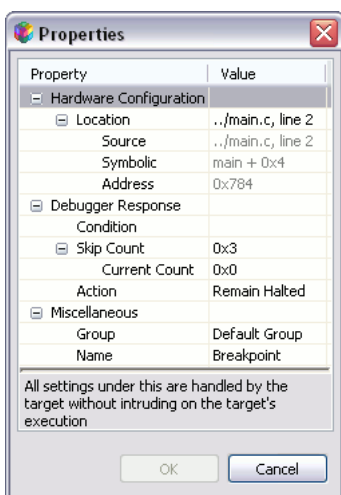 Properties
Property Value
Hardware Configuration
Location ../main.c, line 2
Source ../main.c, line 2
Symbolic main + 0x4
Address 0x784
Debugger Response
Condition
Skip Count 0x3
Current Count 0x0
Action Remain Halted
Miscellaneous
Group Default Group
Name Breakpoint
All settings under this are handled by the
target without intruding on the target's
execution
OK Cancel